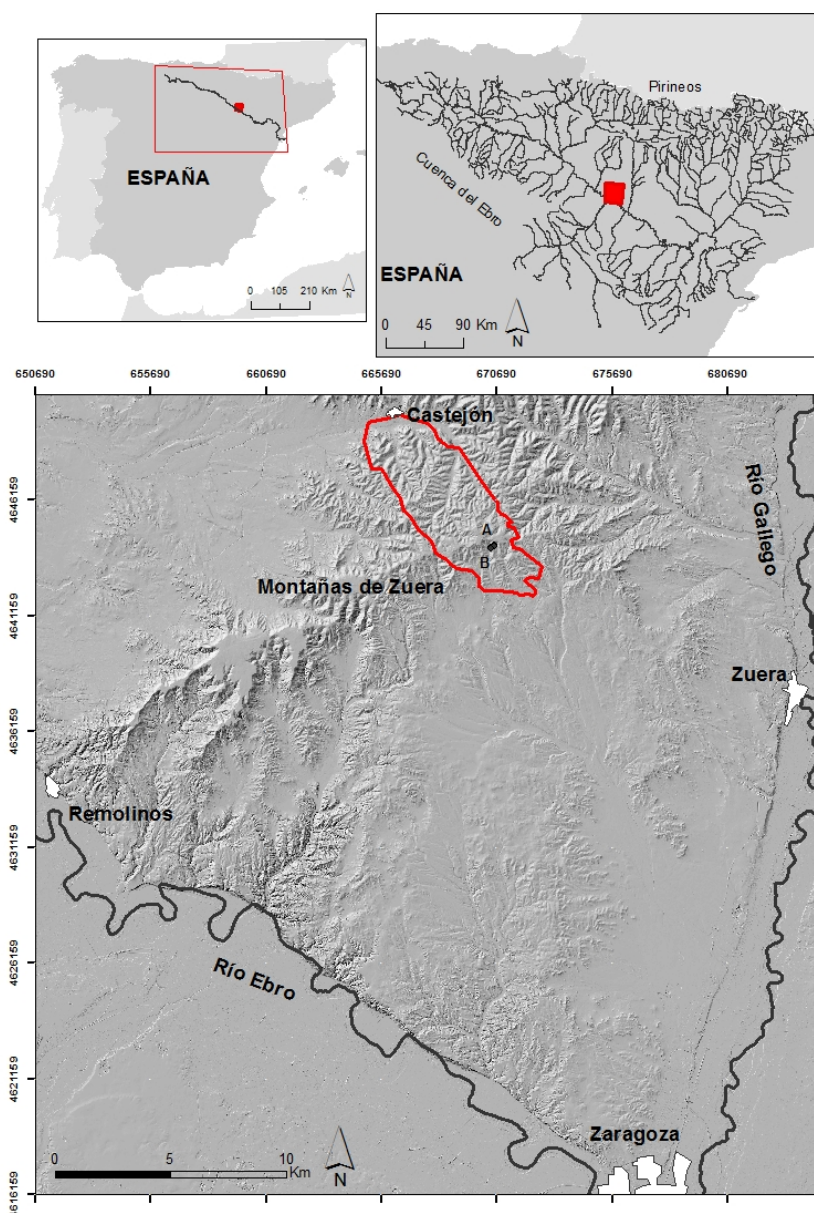 ESPAÑA
0 105 210 Km
N
Pirineos
Cuenca del Ebro
ESPAÑA
0 45 90 Km
N
650690 655690 660690 665690 670690 675690 680690
Castejón
4646159
Río Gallego
A
B
Montañas de Zuera
4641159
Zuera
4636159
Remolinos
4631159
Río Ebro
4626159
4621159
Zaragoza
0 5 10
Km
N
4616159